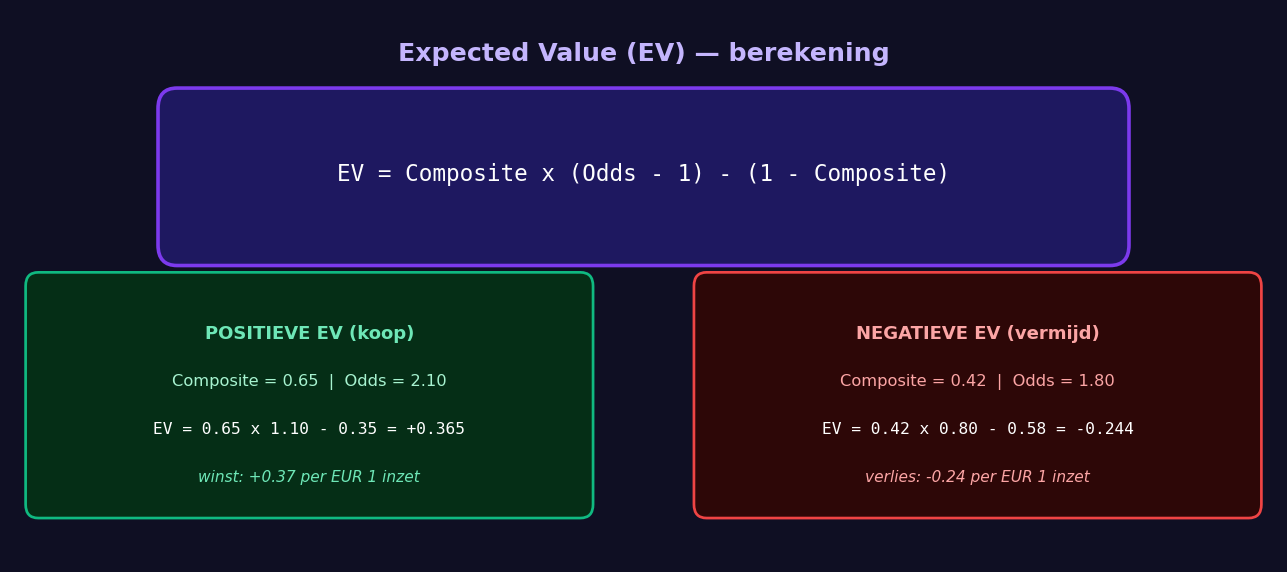 Expected Value (EV) — berekening
EV = Composite x (Odds - 1) - (1 - Composite)
POSITIEVE EV (koop)
Composite = 0.65 | Odds = 2.10
EV = 0.65 x 1.10 - 0.35 = +0.365
winst: +0.37 per EUR 1 inzet
NEGATIEVE EV (vermijd)
Composite = 0.42 | Odds = 1.80
EV = 0.42 x 0.80 - 0.58 = -0.244
verlies: -0.24 per EUR 1 inzet